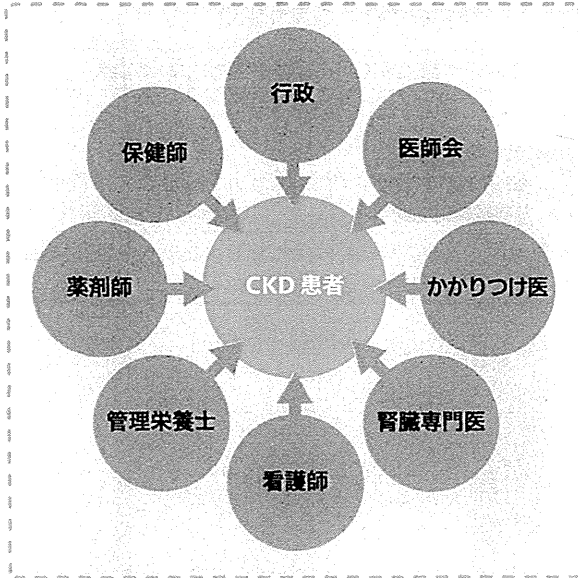 行政
医師会
かかりつけ医
腎臓専門医
看護師
管理栄養士
薬剤師
保健師
CKD 患者